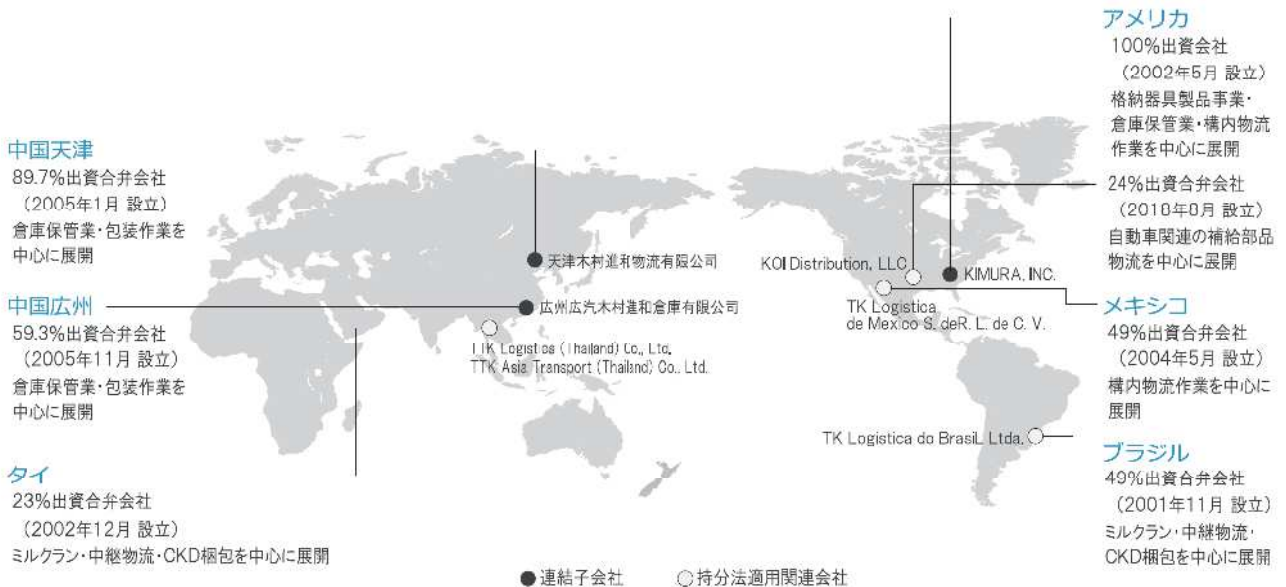 中国天津
89.7%出資合弁会社
(2005年1月 設立)
倉庫保管業・包装作業を
中心に展開
中国広州
59.3%出資合弁会社
(2005年11月 設立)
倉庫保管業・包装作業を
中心に展開
タイ
23%出資合弁会社
(2002年12月 設立)
ミルクラン・中継物流・CKD梱包を中心に展開
天津木村進和物流有限公司
広州広汽木村進和倉庫有限公司
TTK Logistics (Thailand) Co., Ltd.
TTK Asia Transport (Thailand) Co., Ltd.
KOI Distribution, LLC
KIMURA, INC.
TK Logistica
de Mexico S. deR. L. de C. V.
TK Logistica do BrasiL Ltda.
アメリカ
100%出資会社
(2002年5月 設立)
格納器具製品事業・
倉庫保管業・構内物流
作業を中心に展開
24%出資合弁会社
(2018年8月 設立)
自動車関連の補給部品
物流を中心に展開
メキシコ
49%出資合弁会社
(2004年5月 設立)
構内物流作業を中心に
展開
ブラジル
49%出資合弁会社
(2001年11月 設立)
ミルクラン・中継物流・
CKD梱包を中心に展開
●連結子会社 ○持分法適用関連会社